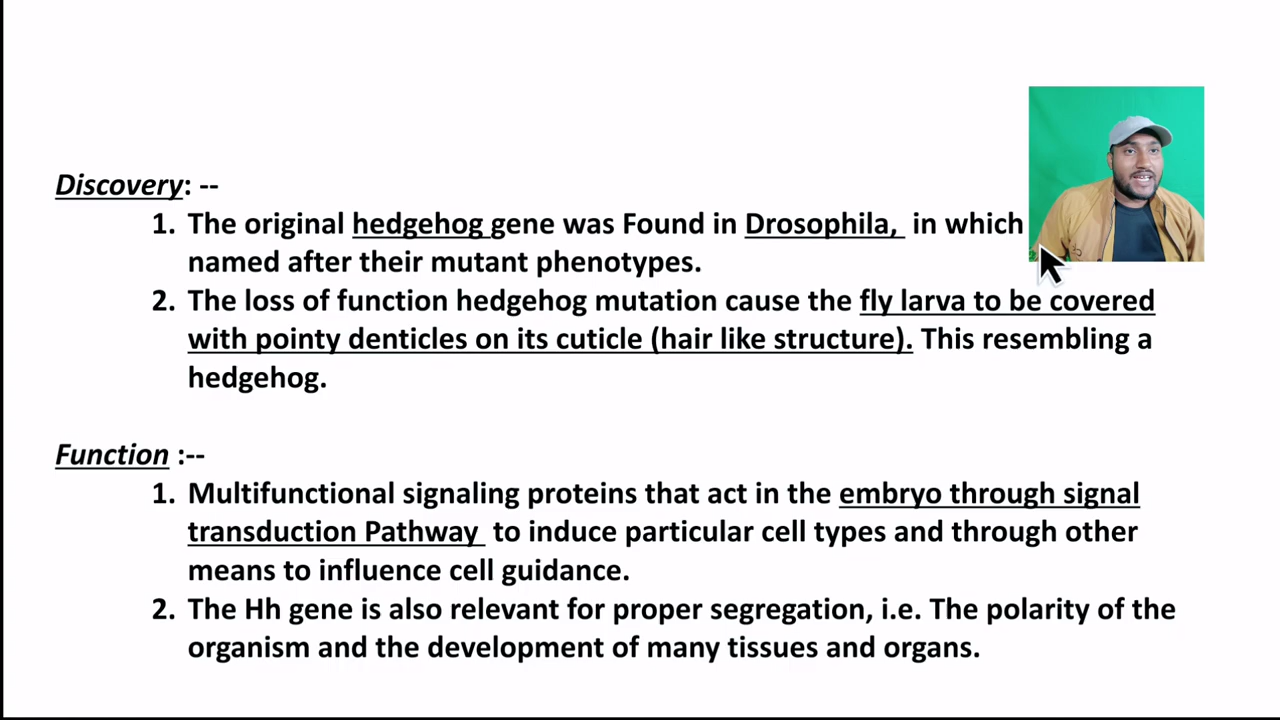 Discovery: --
1. The original hedgehog gene was Found in Drosophila, in which
named after their mutant phenotypes.
2. The loss of function hedgehog mutation cause the fly larva to be covered
with pointy denticles on its cuticle (hair like structure). This resembling a
hedgehog.
Function :--
1. Multifunctional signaling proteins that act in the embryo through signal
transduction Pathway to induce particular cell types and through other
means to influence cell guidance.
2. The Hh gene is also relevant for proper segregation, i.e. The polarity of the
organism and the development of many tissues and organs.